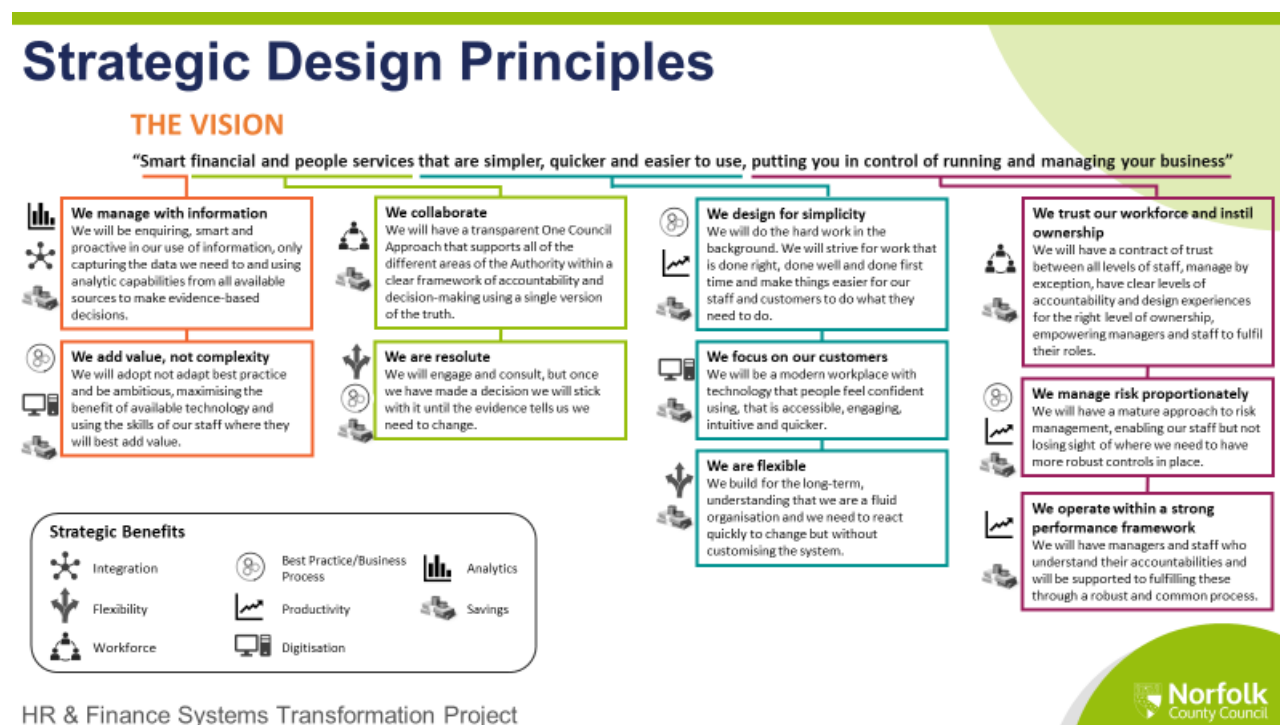 Strategic Design Principles
THE VISION
“Smart financial and people services that are simpler, quicker and easier to use, putting you in control of running and managing your business”
We manage with information
We will be enquiring, smart and
proactive in our use of information, only
capturing the data we need to and using
analytic capabilities from all available
sources to make evidence-based
decisions.
We add value, not complexity
We will adopt not adapt best practice
and be ambitious, maximising the
benefit of available technology and
using the skills of our staff where they
will best add value.
We collaborate
We will have a transparent One Council
Approach that supports all of the
different areas of the Authority within a
clear framework of accountability and
decision-making using a single version
of the truth.
We are resolute
We will engage and consult, but once
we have made a decision we will stick
with it until the evidence tells us we
need to change.
We design for simplicity
We will do the hard work in the
background. We will strive for work that
is done right, done well and done first
time and make things easier for our
staff and customers to do what they
need to do.
We focus on our customers
We will be a modern workplace with
technology that people feel confident
using, that is accessible, engaging,
intuitive and quicker.
We are flexible
We build for the long-term,
understanding that we are a fluid
organisation and we need to react
quickly to change but without
customising the system.
We trust our workforce and instil
ownership
We will have a contract of trust
between all levels of staff, manage by
exception, have clear levels of
accountability and design experiences
for the right level of ownership,
empowering managers and staff to fulfil
their roles.
We manage risk proportionately
We will have a mature approach to risk
management, enabling our staff but not
losing sight of where we need to have
more robust controls in place.
We operate within a strong
performance framework
We will have managers and staff who
understand their accountabilities and
will be supported to fulfilling these
through a robust and common process.
Strategic Benefits
Integration
Flexibility
Workforce
Best Practice/Business
Process
Productivity
Digitisation
Analytics
Savings
HR & Finance Systems Transformation Project
Norfolk
County Council